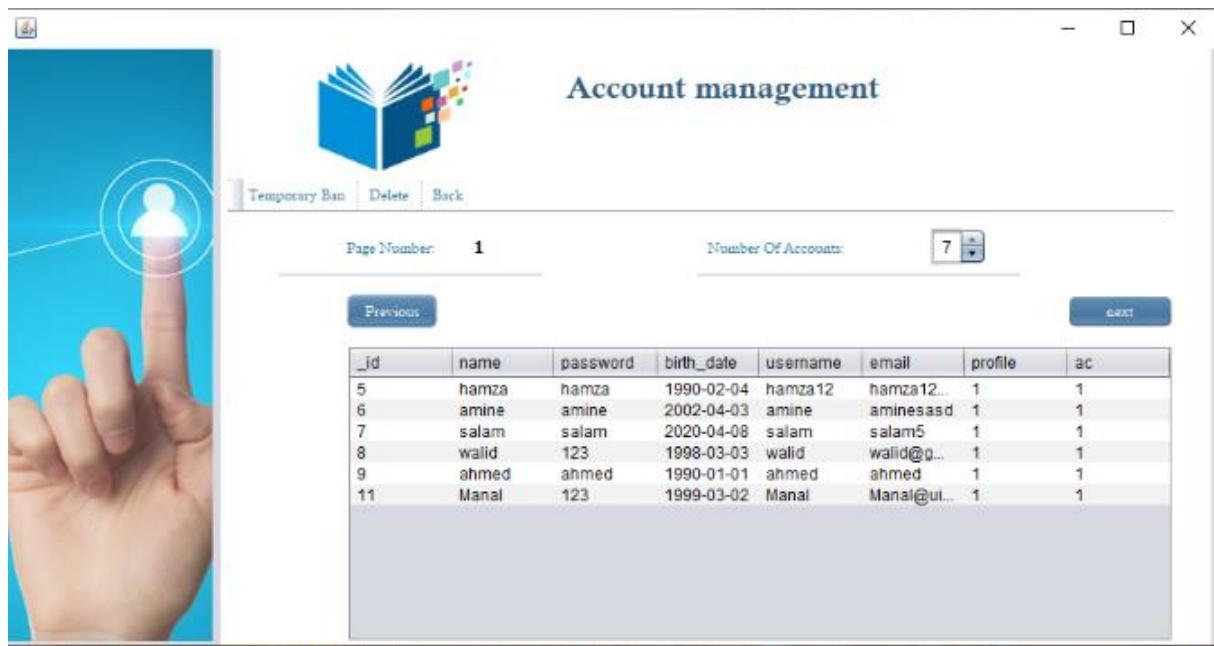 Account management
Temporary Ban Delete Back
Page Number: 1 Number Of Accounts: 7
Previous next
_id name password birth_date username email profile ac
5 hamza hamza 1990-02-04 hamza12 hamza12... 1 1
6 amine amine 2002-04-03 amine aminesasd 1 1
7 salam salam 2020-04-08 salam salam5 1 1
8 walid 123 1998-03-03 walid walid@g... 1 1
9 ahmed ahmed 1990-01-01 ahmed ahmed 1 1
11 Manal 123 1999-03-02 Manal Manal@ui... 1 1